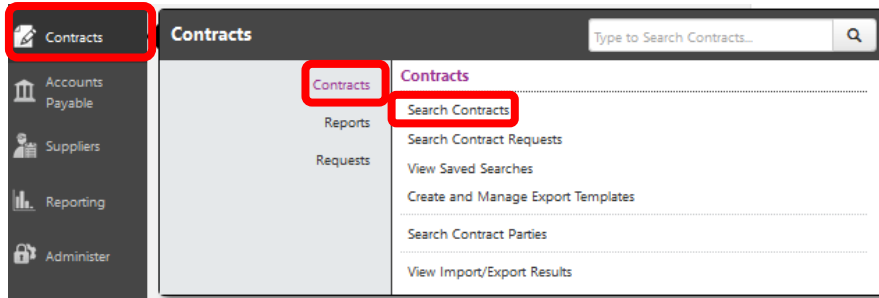 Contracts
Accounts
Payable
Suppliers
Reporting
Administer
Contracts
Type to Search Contracts...
Contracts
Reports
Requests
Contracts
Search Contracts
Search Contract Requests
View Saved Searches
Create and Manage Export Templates
Search Contract Parties
View Import/Export Results